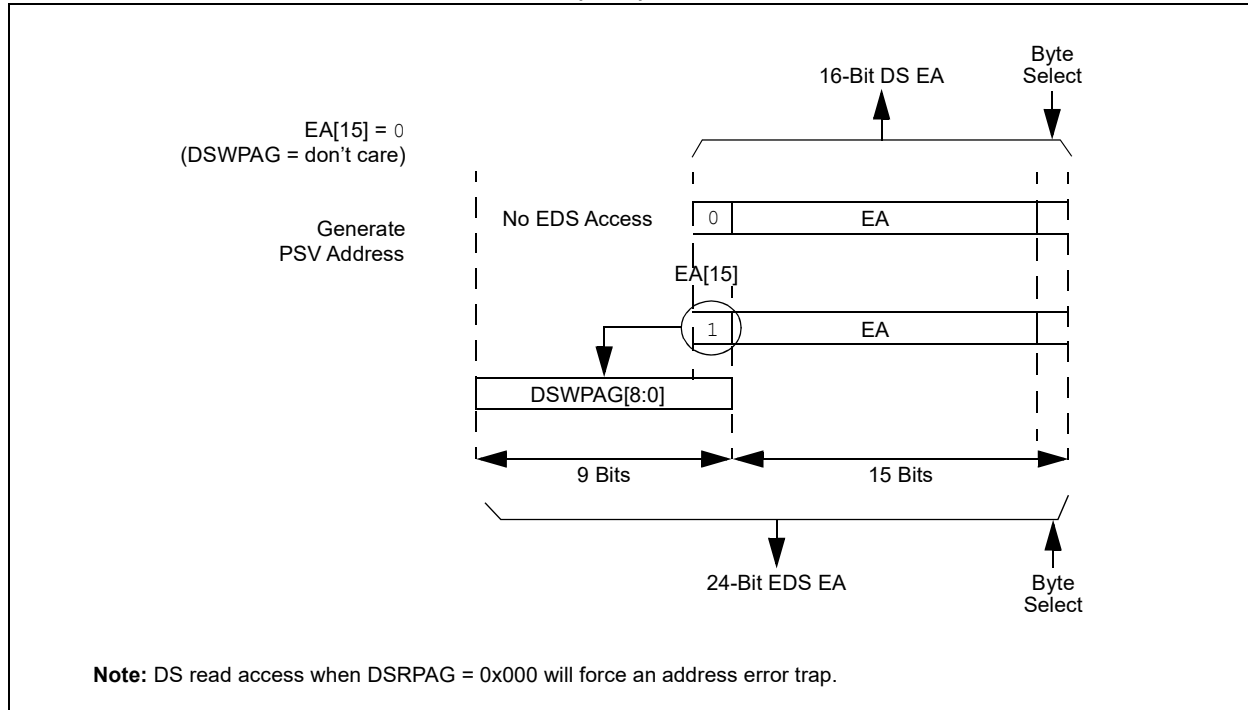 16-Bit DS EA
Byte
Select
EA[15] = 0
(DSWPAG = don't care)
No EDS Access
0
EA
Generate
PSV Address
EA[15]
1
EA
DSWPAG[8:0]
9 Bits
15 Bits
24-Bit EDS EA
Byte
Select
Note: DS read access when DSRPAG = 0x000 will force an address error trap.